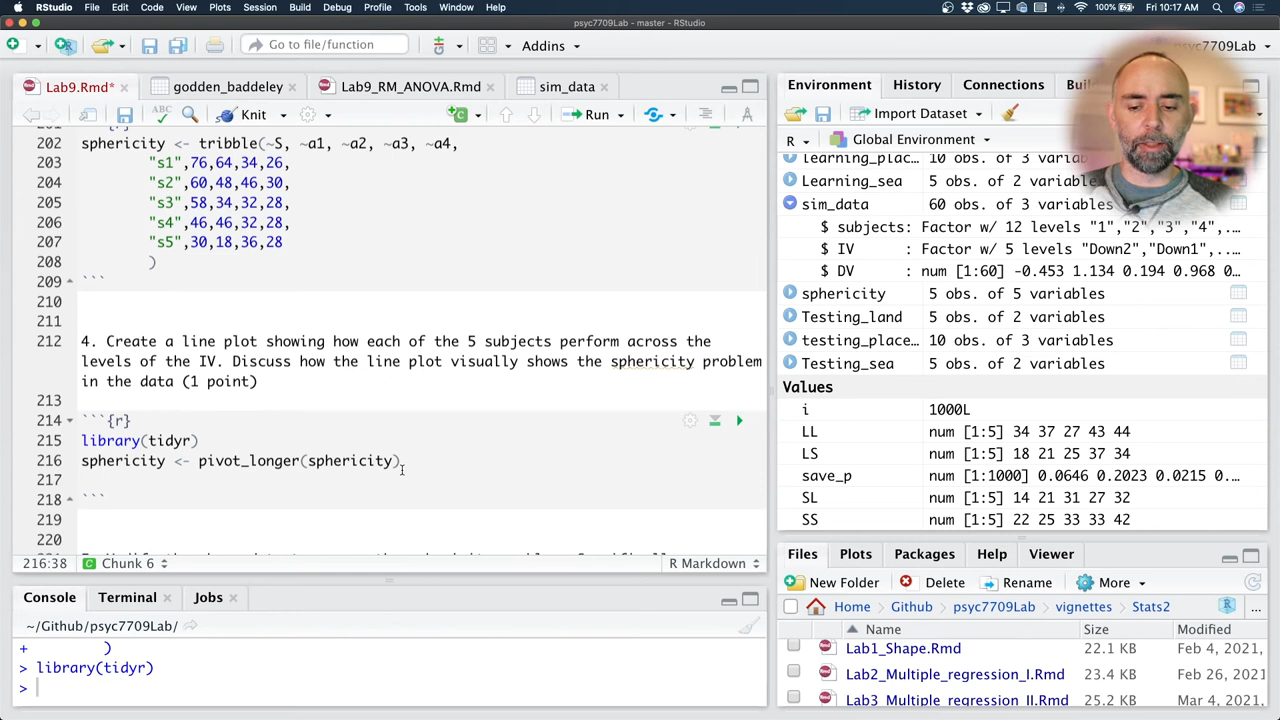 RStudio File Edit Code View Plots Session Build Debug Profile Tools Window Help 100% Fri 10:17 AM
psyc7709Lab - master - RStudio
Go to file/function Addins psyc7709Lab
Lab9.Rmd* godden_baddeley Lab9_RM_ANOVA.Rmd sim_data
Knit Run
202 sphericity <- tribble(~S, ~a1, ~a2, ~a3, ~a4,
203 "s1",76,64,34,26,
204 "s2",60,48,46,30,
205 "s3",58,34,32,28,
206 "s4",46,46,32,28,
207 "s5",30,18,36,28
208 )
209 ```
210
211
212 4. Create a line plot showing how each of the 5 subjects perform across the
levels of the IV. Discuss how the line plot visually shows the sphericity problem
in the data (1 point)
213
214 ```{r}
215 library(tidyr)
216 sphericity <- pivot_longer(sphericity)
217
218 ```
219
220
216:38 Chunk 6 R Markdown
Console Terminal Jobs
~/Github/psyc7709Lab/
+ )
> library(tidyr)
>
Environment History Connections
Import Dataset
R Global Environment
learning_plac… 10 obs. of 3 variables
Learning_sea 5 obs. of 2 variables
sim_data 60 obs. of 3 variables
$ subjects: Factor w/ 12 levels "1","2","3","4",..
$ IV : Factor w/ 5 levels "Down2","Down1",..
$ DV : num [1:60] -0.453 1.134 0.194 0.968 0…
sphericity 5 obs. of 5 variables
Testing_land 5 obs. of 2 variables
testing_place… 10 obs. of 3 variables
Testing_sea 5 obs. of 2 variables
Values
i 1000L
LL num [1:5] 34 37 27 43 44
LS num [1:5] 18 21 25 37 34
save_p num [1:1000] 0.0646 0.2023 0.0215 0.…
SL num [1:5] 14 21 31 27 32
SS num [1:5] 22 25 33 33 42
Files Plots Packages Help Viewer
New Folder Delete Rename More
Home Github psyc7709Lab vignettes Stats2 …
Name Size Modified
Lab1_Shape.Rmd 22.1 KB Feb 4, 2021,
Lab2_Multiple_regression_I.Rmd 23.4 KB Feb 26, 2021
Lab3_Multiple_regression_II.Rmd 25.2 KB Mar 4, 2021,